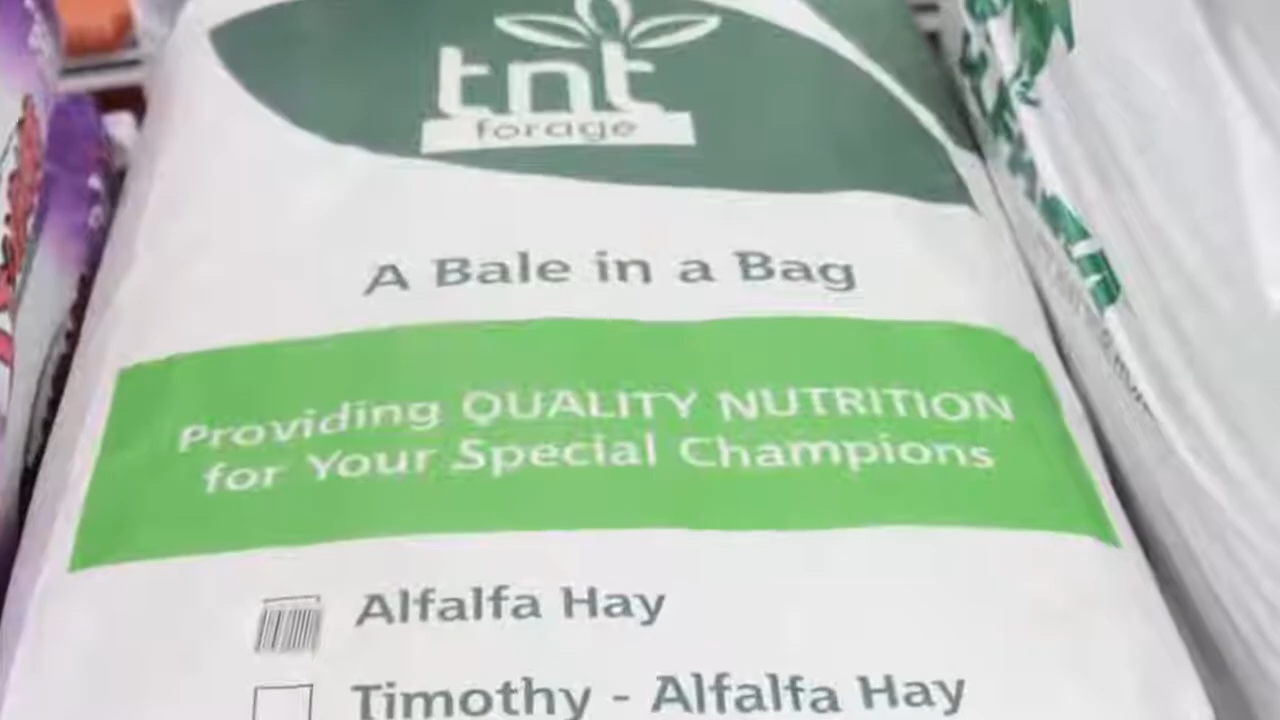 tnt
forage
A Bale in a Bag
Providing QUALITY NUTRITION
for Your Special Champions
Alfalfa Hay
Timothy - Alfalfa Hay